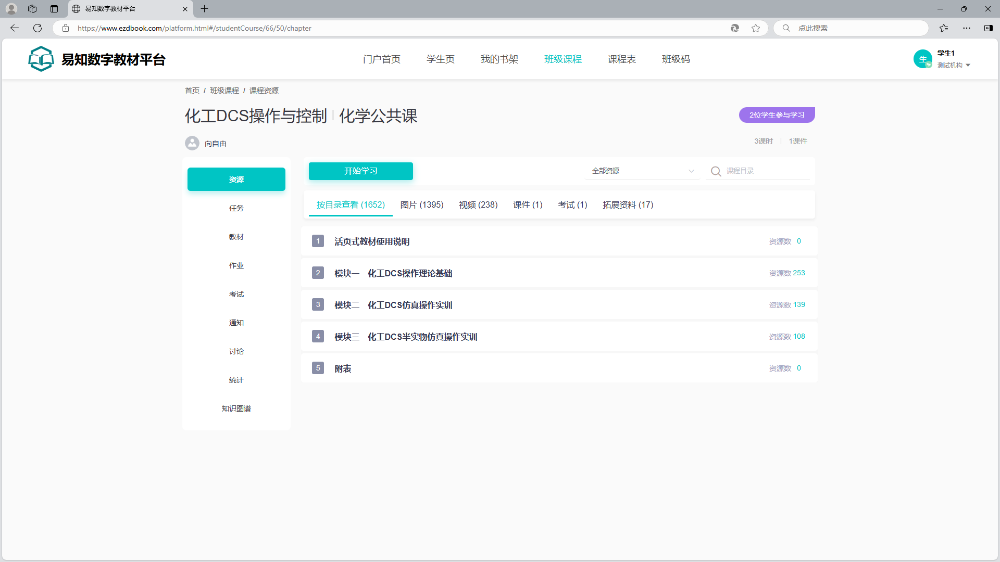 易知数字教材平台
https://www.ezdbook.com/platform.html#/studentCourse/66/50/chapter
点此搜索
易知数字教材平台
门户首页
学生页
我的书架
班级课程
课程表
班级码
生
学生1
测试机构
首页 / 班级课程 / 课程资源
化工DCS操作与控制 | 化学公共课
2位学生参与学习
向自由
3课时 | 1课件
资源
任务
教材
作业
考试
通知
讨论
统计
知识图谱
开始学习
全部资源
课程目录
按目录查看 (1652)
图片 (1395)
视频 (238)
课件 (1)
考试 (1)
拓展资料 (17)
1 活页式教材使用说明 资源数 0
2 模块一 化工DCS操作理论基础 资源数 253
3 模块二 化工DCS仿真操作实训 资源数 139
4 模块三 化工DCS半实物仿真操作实训 资源数 108
5 附表 资源数 0